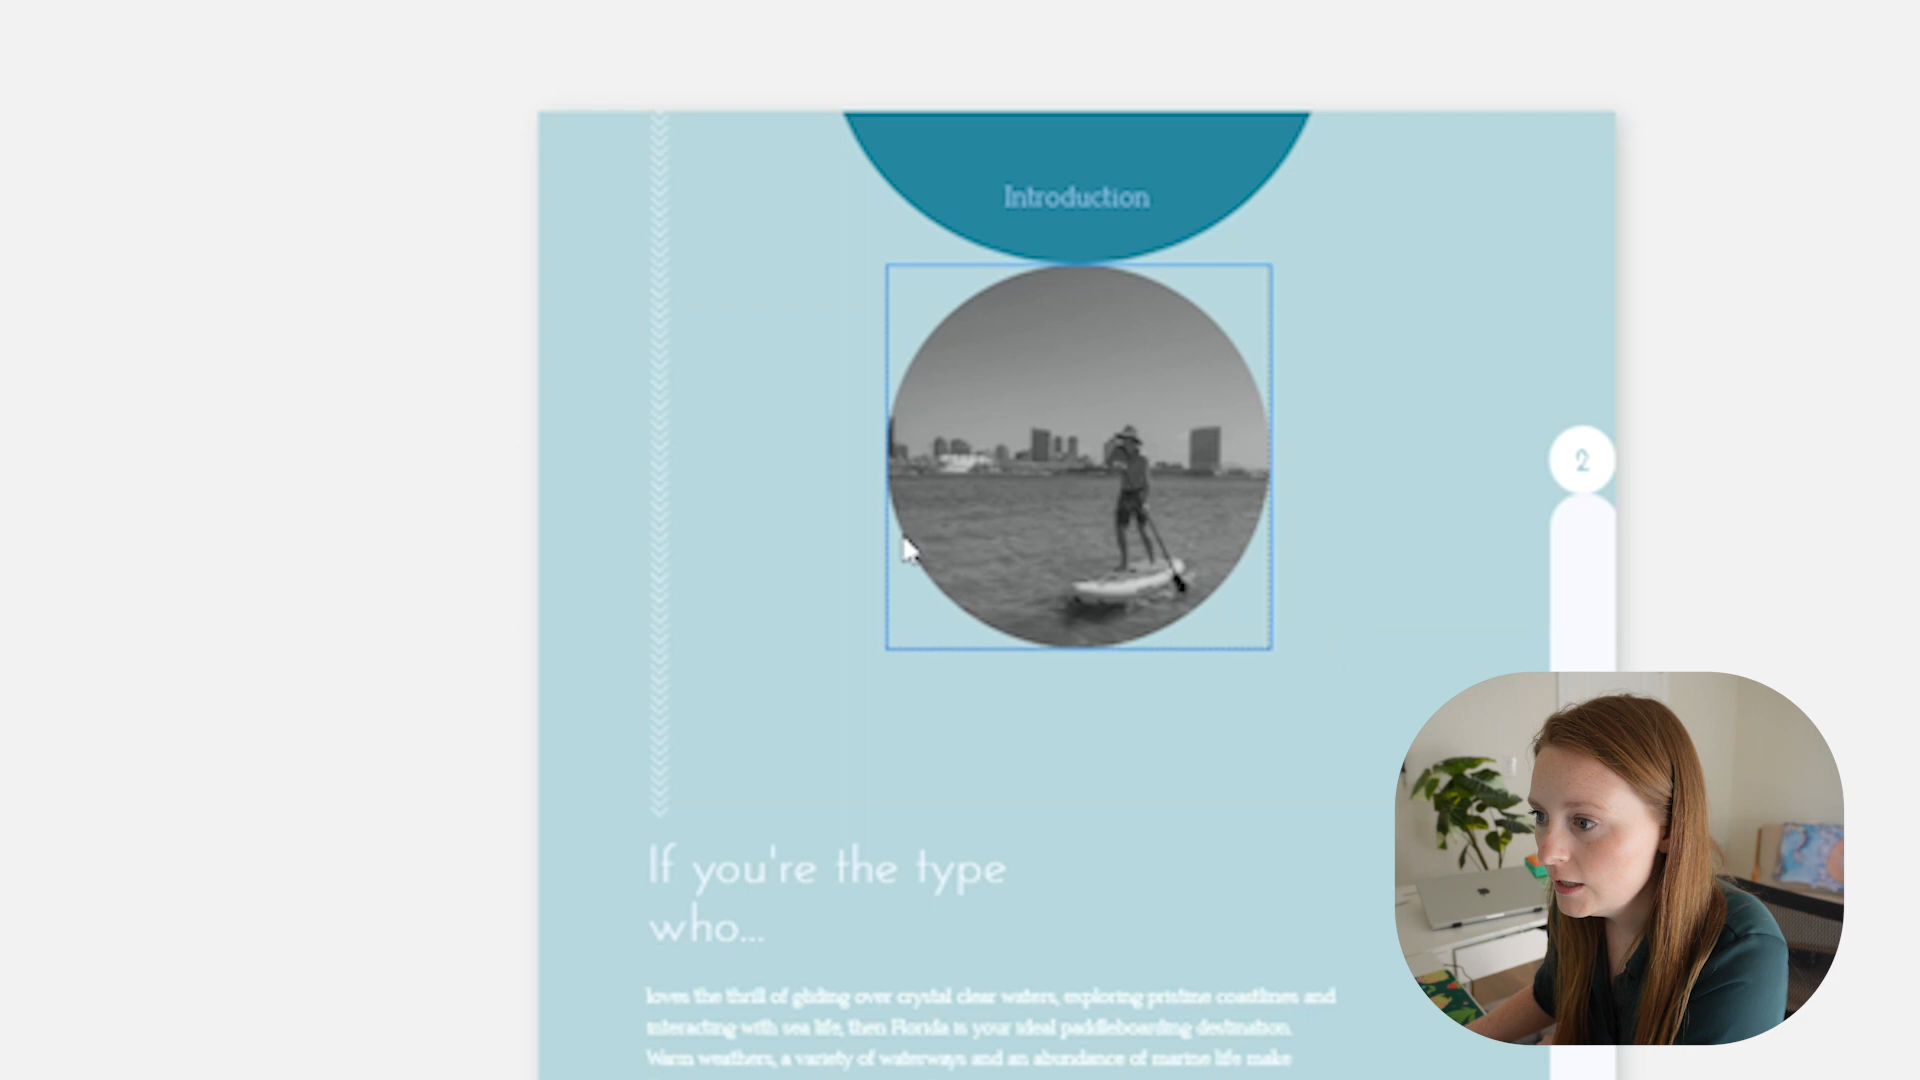 Introduction
2
If you're the type
who...
loves the thrill of gliding over crystal clear waters, exploring pristine coastlines and
interacting with sea life, then Florida is your ideal paddleboarding destination.
Warm weathers, a variety of waterways and an abundance of marine life make